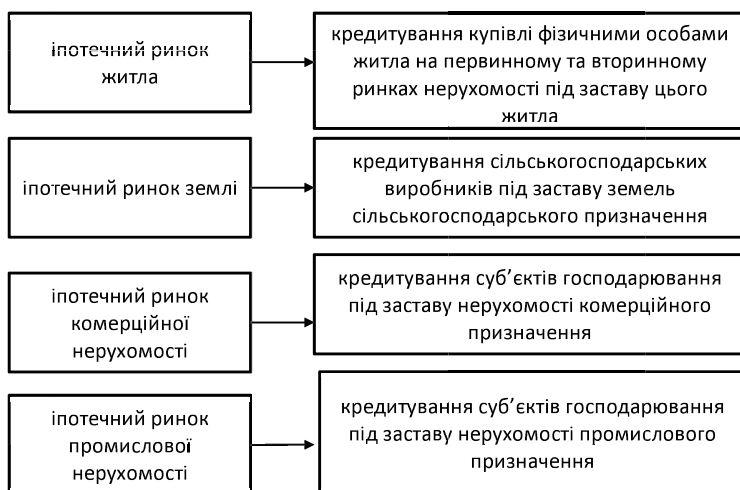 іпотечний ринок
житла
кредитування купівлі фізичними особами
житла на первинному та вторинному
ринках нерухомості під заставу цього
житла
іпотечний ринок землі
кредитування сільськогосподарських
виробників під заставу земель
сільськогосподарського призначення
іпотечний ринок
комерційної
нерухомості
кредитування суб’єктів господарювання
під заставу нерухомості комерційного
призначення
іпотечний ринок
промислової
нерухомості
кредитування суб’єктів господарювання
під заставу нерухомості промислового
призначення